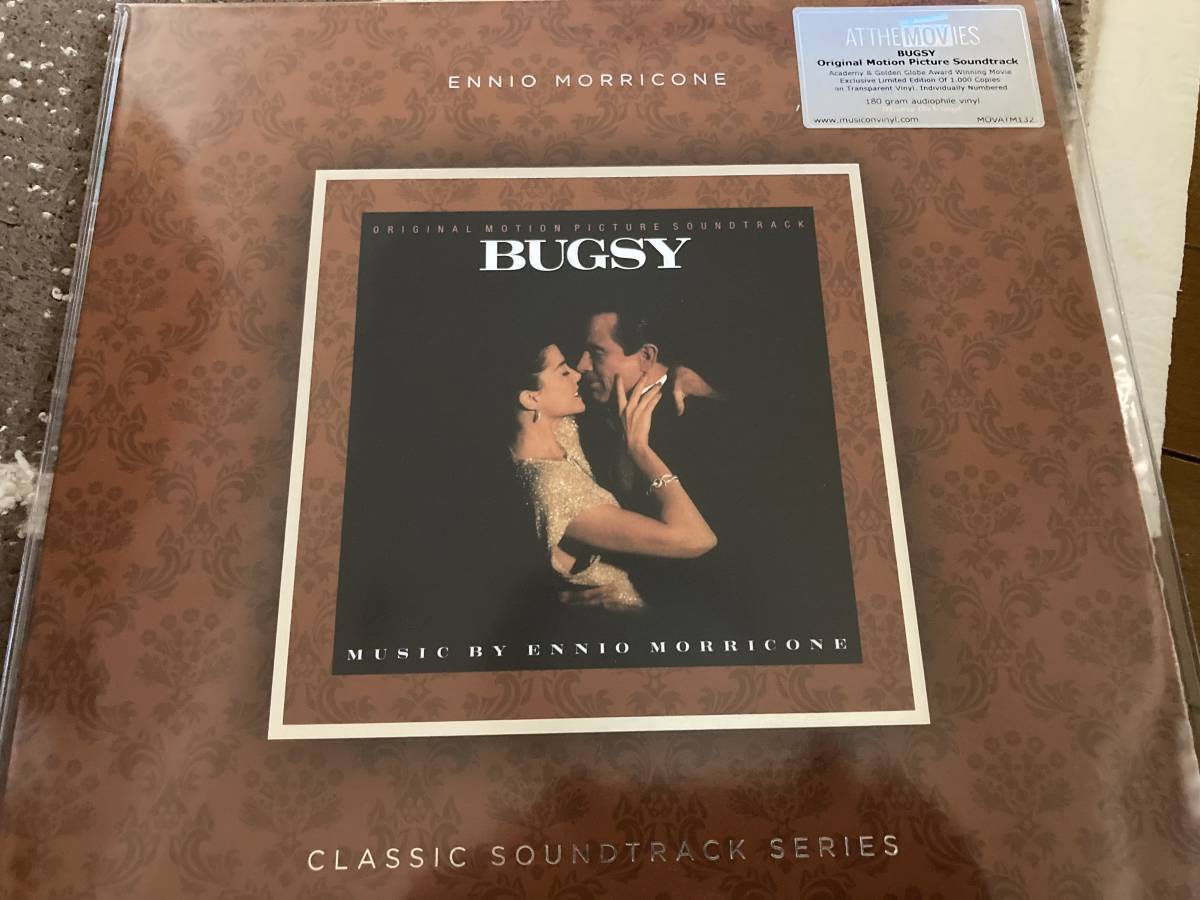 ATTHEMOVIES
BUGSY
Original Motion Picture Soundtrack
Academy & Golden Globe Award Winning Movie
Exclusive Limited Edition Of 1.000 Copies
on Transparent Vinyl. Individually Numbered
180 gram audiophile vinyl
www.musiconvinyl.com MOVATM132
ENNIO MORRICONE
ORIGINAL MOTION PICTURE SOUNDTRACK
BUGSY
MUSIC BY ENNIO MORRICONE
CLASSIC SOUNDTRACK SERIES